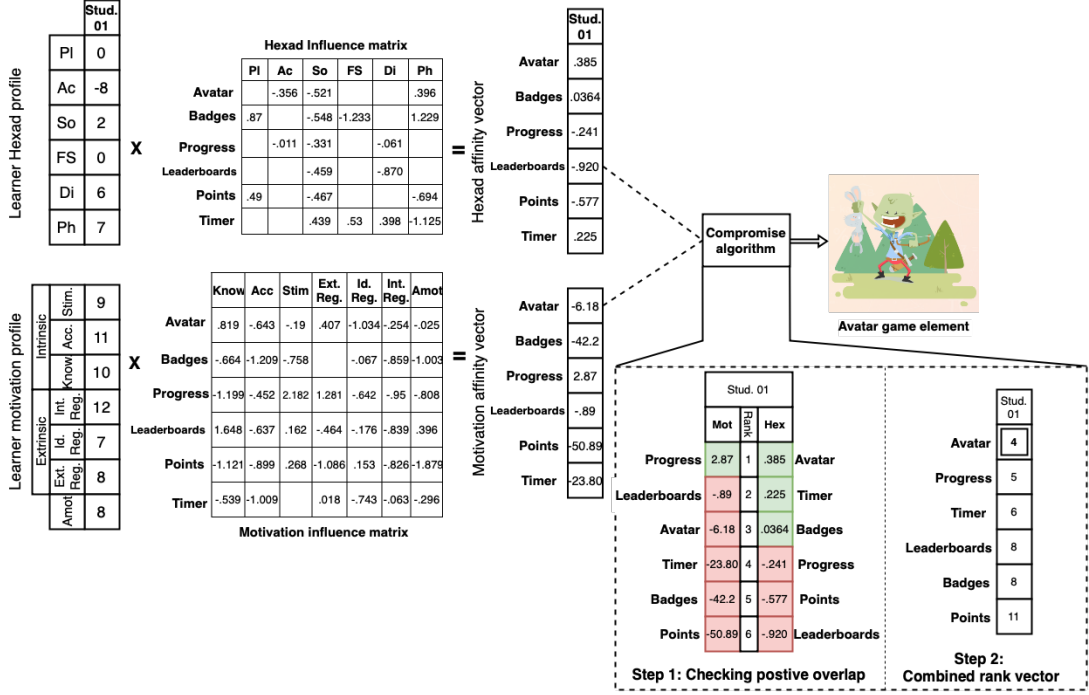 Stud.
01
Learner Hexad profile
Pl 0
Ac -8
So 2
FS 0
Di 6
Ph 7
X
Hexad Influence matrix
Pl Ac So FS Di Ph
Avatar -.356 -.521 .396
Badges .87 -.548 -1.233 1.229
Progress -.011 -.331 -.061
Leaderboards -.459 -.870
Points .49 -.467 -.694
Timer .439 .53 .398 -1.125
=
Hexad affinity vector
Stud.
01
Avatar .385
Badges .0364
Progress -.241
Leaderboards -.920
Points -.577
Timer .225
Compromise
algorithm
Avatar game element
Learner motivation profile
Intrinsic
Extrinsic
Stim. 9
Acc. 11
Know 10
Int.
Reg. 12
Id.
Reg. 7
Ext.
Reg. 8
Amot 8
X
Know Acc Stim Ext.
Reg. Id.
Reg. Int.
Reg. Amot
Avatar .819 -.643 -.19 .407 -1.034 -.254 -.025
Badges -.664 -1.209 -.758 -.067 -.859 -1.003
Progress -1.199 -.452 2.182 1.281 -.642 -.95 -.808
Leaderboards 1.648 -.637 .162 -.464 -.176 -.839 .396
Points -1.121 -.899 .268 -1.086 .153 -.826 -1.879
Timer -.539 -1.009 .018 -.743 -.063 -.296
Motivation influence matrix
=
Motivation affinity vector
Avatar -6.18
Badges -42.2
Progress 2.87
Leaderboards -.89
Points -50.89
Timer -23.80
Stud. 01
Mot Rank Hex
Progress 2.87 1 .385 Avatar
Leaderboards -.89 2 .225 Timer
Avatar -6.18 3 .0364 Badges
Timer -23.80 4 -.241 Progress
Badges -42.2 5 -.577 Points
Points -50.89 6 -.920 Leaderboards
Step 1: Checking postive overlap
Stud.
01
Avatar 4
Progress 5
Timer 6
Leaderboards 8
Badges 8
Points 11
Step 2:
Combined rank vector